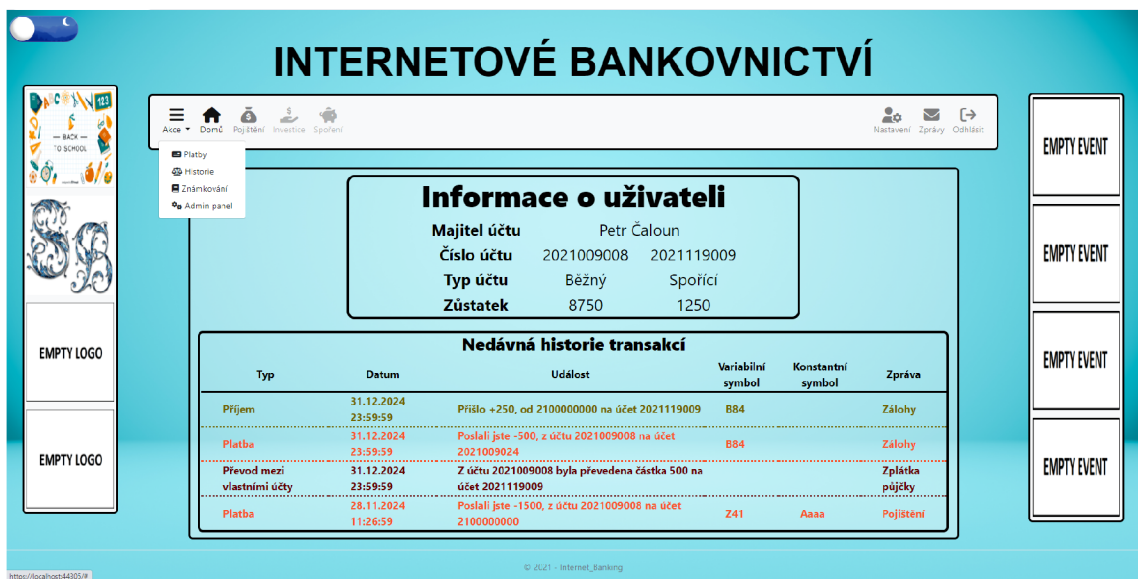 INTERNETOVÉ BANKOVNICTVÍ
ABC 123
BACK
TO SCHOOL
SB
EMPTY LOGO
EMPTY LOGO
Akce Domů Pojištění Investice Spoření
Nastavení Zprávy Odhlásit
Platby
Historie
Známkování
Admin panel
Informace o uživateli
Majitel účtu Petr Čaloun
Číslo účtu 2021009008 2021119009
Typ účtu Běžný Spořící
Zůstatek 8750 1250
Nedávná historie transakcí
Typ Datum Událost Variabilní symbol Konstantní symbol Zpráva
Příjem 31.12.2024 23:59:59 Přišlo +250, od 2100000000 na účet 2021119009 B84 Zálohy
Platba 31.12.2024 23:59:59 Poslali jste -500, z účtu 2021009008 na účet 2021009024 B84 Zálohy
Převod mezi vlastními účty 31.12.2024 23:59:59 Z účtu 2021009008 byla převedena částka 500 na účet 2021119009 Zplátka půjčky
Platba 28.11.2024 11:26:59 Poslali jste -1500, z účtu 2021009008 na účet 2100000000 Z41 Aaaa Pojištění
EMPTY EVENT
EMPTY EVENT
EMPTY EVENT
EMPTY EVENT
© 2021 - Internet_Banking
https://localhost:44305/#